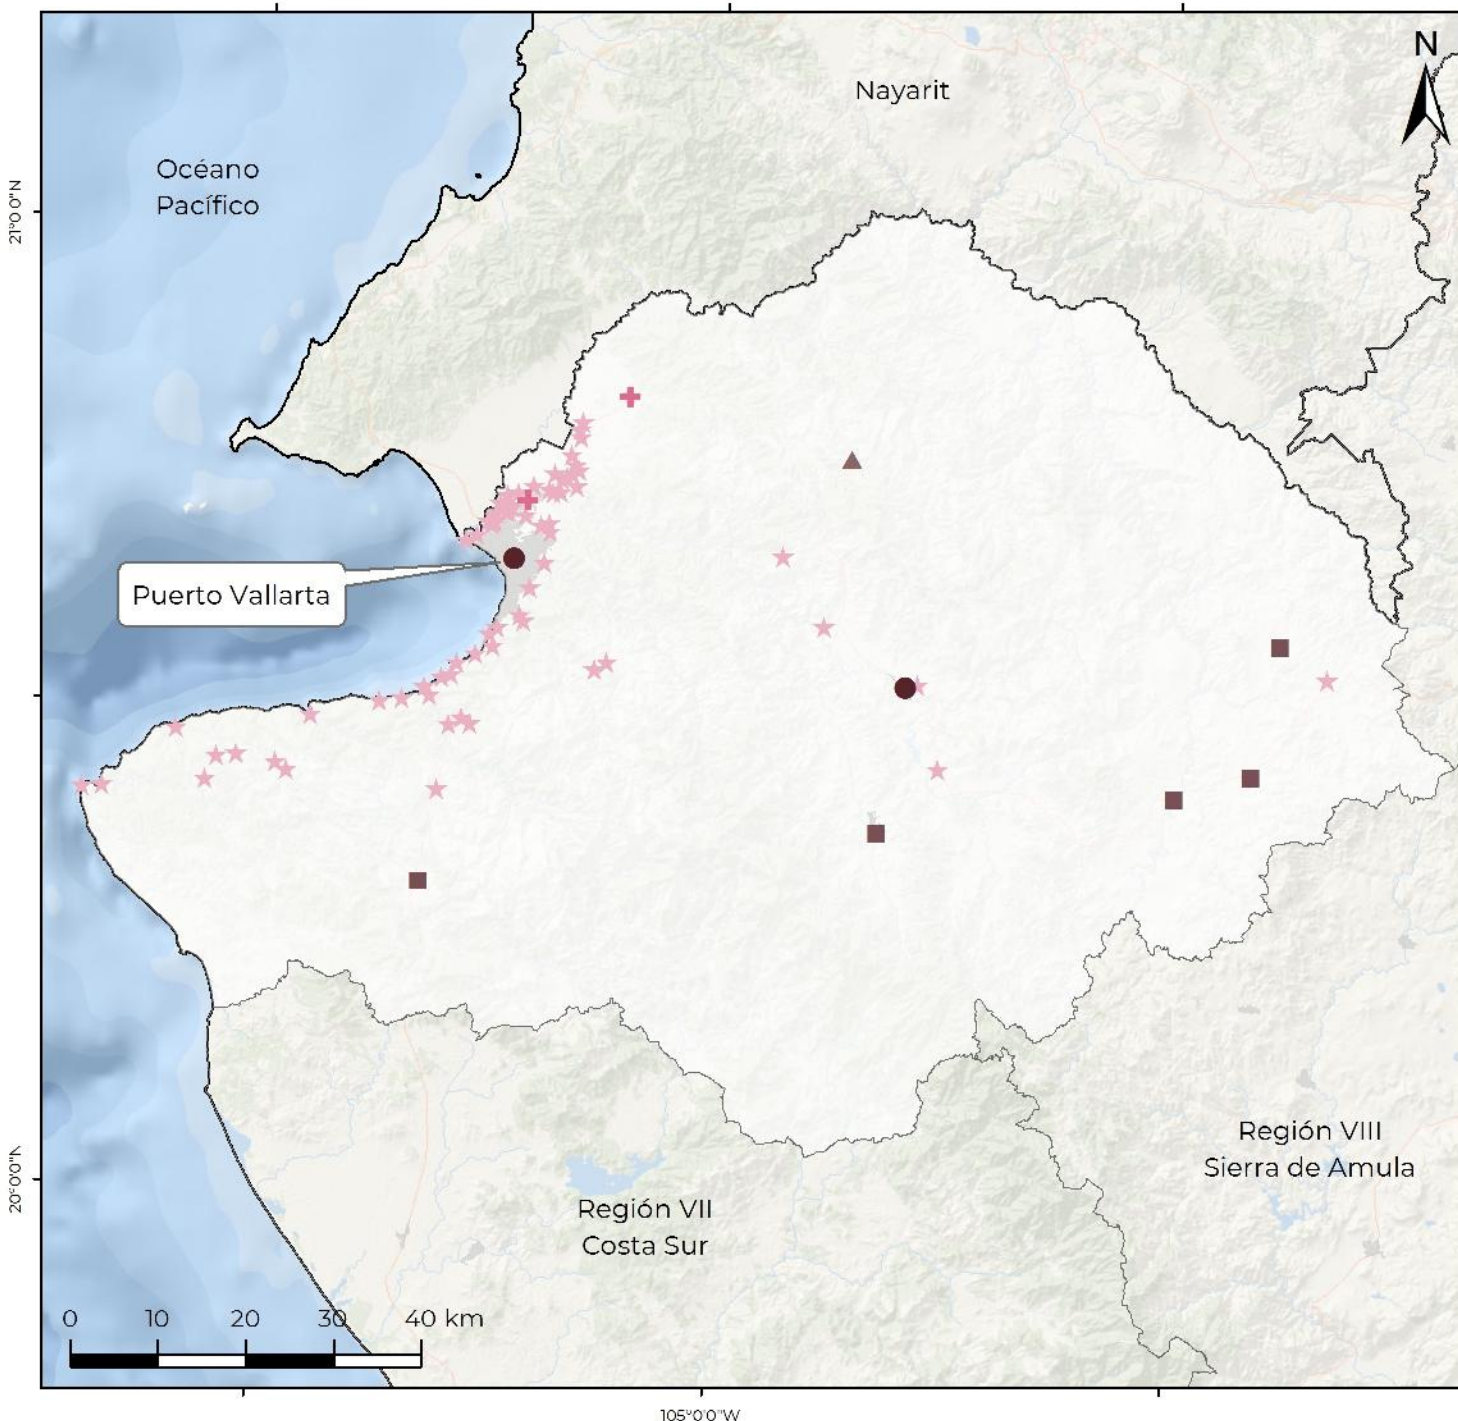 N
Nayarit
Océano
Pacífico
21°0'0"N
Puerto Vallarta
Región VIII
Sierra de Amula
20°0'0"N
Región VII
Costa Sur
0 10 20 30 40 km
105°0'0"W